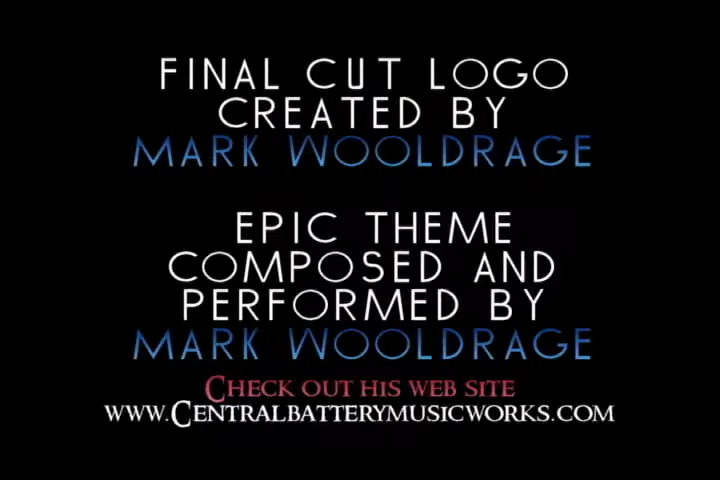 FINAL CUT LOGO
CREATED BY
MARK WOOLDRAGE
EPIC THEME
COMPOSED AND
PERFORMED BY
MARK WOOLDRAGE
CHECK OUT HIS WEB SITE
WWW.CENTRALBATTERYMUSICWORKS.COM